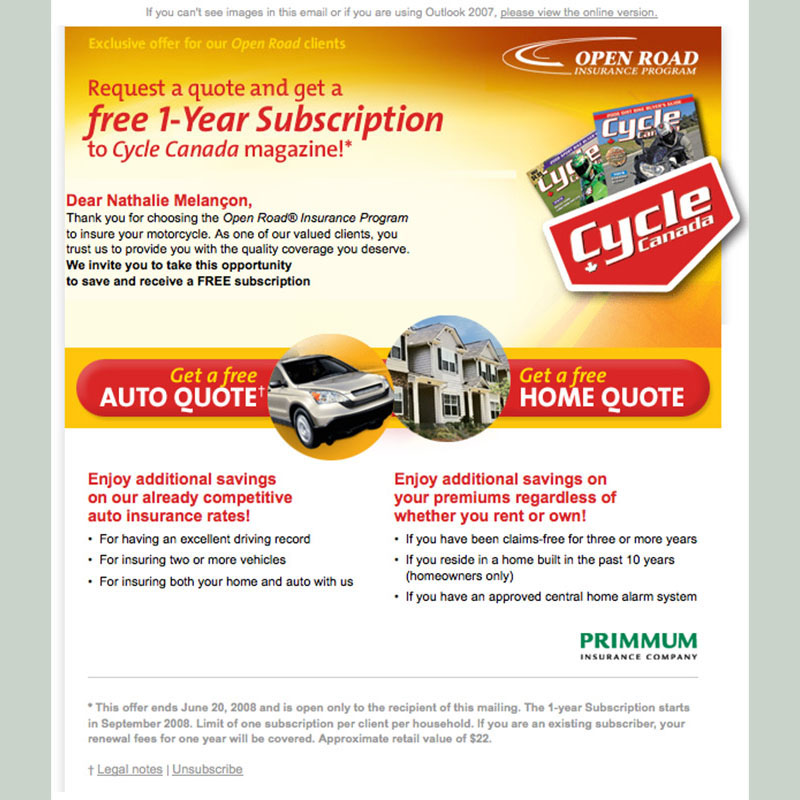 If you can't see images in this email or if you are using Outlook 2007, please view the online version.
Exclusive offer for our Open Road clients
OPEN ROAD
INSURANCE PROGRAM
Request a quote and get a
free 1-Year Subscription
to Cycle Canada magazine!*
Cycle
Cycle
Cycle
Canada
Dear Nathalie Melançon,
Thank you for choosing the Open Road® Insurance Program
to insure your motorcycle. As one of our valued clients, you
trust us to provide you with the quality coverage you deserve.
We invite you to take this opportunity
to save and receive a FREE subscription
Get a free
AUTO QUOTE†
Get a free
HOME QUOTE
Enjoy additional savings
on our already competitive
auto insurance rates!
• For having an excellent driving record
• For insuring two or more vehicles
• For insuring both your home and auto with us
Enjoy additional savings on
your premiums regardless of
whether you rent or own!
• If you have been claims-free for three or more years
• If you reside in a home built in the past 10 years
(homeowners only)
• If you have an approved central home alarm system
PRIMMUM
INSURANCE COMPANY
* This offer ends June 20, 2008 and is open only to the recipient of this mailing. The 1-year Subscription starts
in September 2008. Limit of one subscription per client per household. If you are an existing subscriber, your
renewal fees for one year will be covered. Approximate retail value of $22.
† Legal notes | Unsubscribe